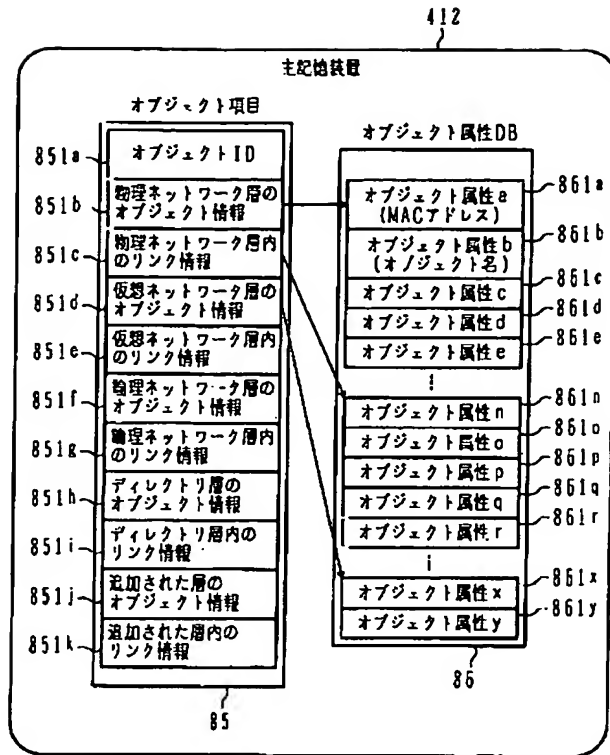 412
主記憶装置
オブジェクト項目
851a
オブジェクトID
851b
物理ネットワーク層の
オブジェクト情報
851c
物理ネットワーク層内
のリンク情報
851d
仮想ネットワーク層の
オブジェクト情報
851e
仮想ネットワーク層内
のリンク情報
851f
論理ネットワーク層の
オブジェクト情報
851g
論理ネットワーク層内
のリンク情報
851h
ディレクトリ層の
オブジェクト情報
851i
ディレクトリ層内の
リンク情報
851j
追加された層の
オブジェクト情報
851k
追加された層内の
リンク情報
85
オブジェクト属性DB
オブジェクト属性a
(MACアドレス)
861a
オブジェクト属性b
(オブジェクト名)
861b
オブジェクト属性c
861c
オブジェクト属性d
861d
オブジェクト属性e
861e
オブジェクト属性n
861n
オブジェクト属性o
861o
オブジェクト属性p
861p
オブジェクト属性q
861q
オブジェクト属性r
861r
オブジェクト属性x
861x
オブジェクト属性y
861y
86